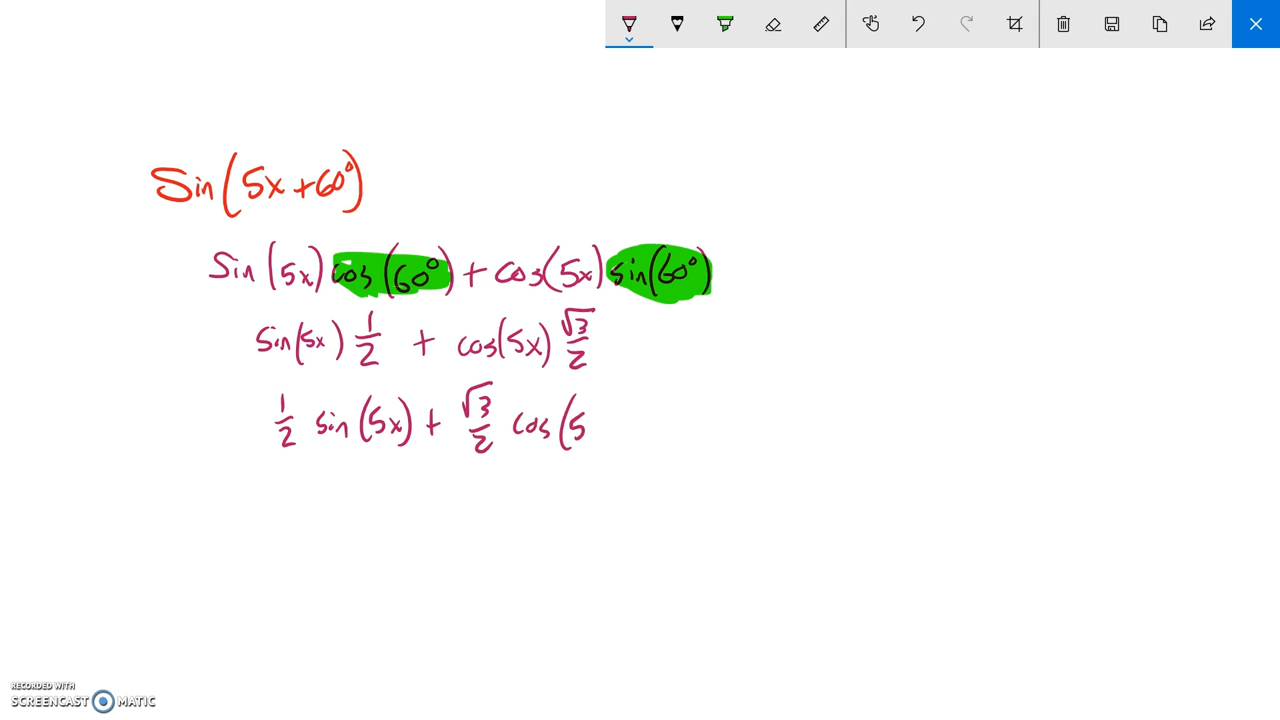 Sin(5x+60°)
Sin(5x)cos(60°)+cos(5x)sin(60°)
sin(5x) 1/2 + cos(5x) √3/2
1/2 sin(5x)+ √3/2 cos(5
RECORDED WITH
SCREENCAST MATIC